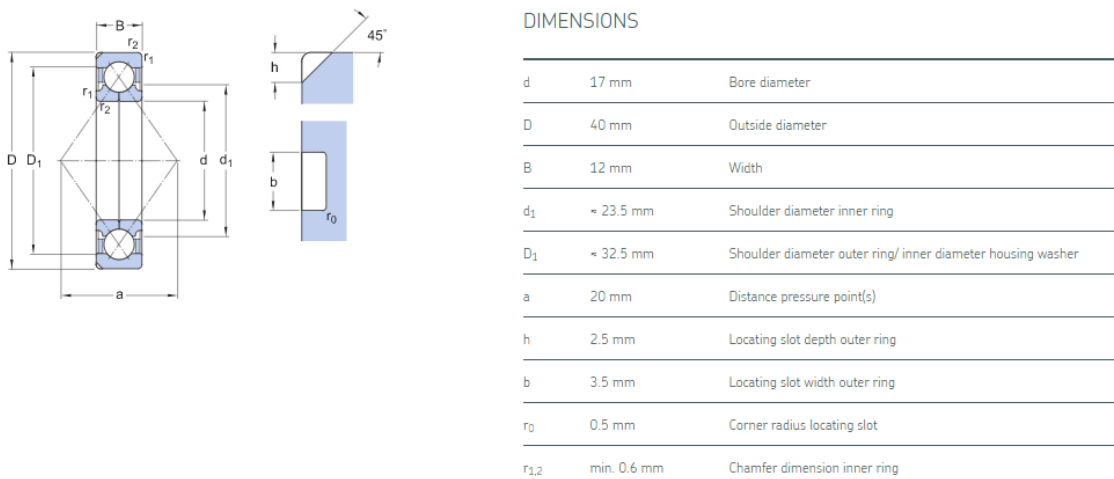 B
r2
r1
r1
r2
D
D1
d
d1
a
45°
h
b
r0
DIMENSIONS
d 17 mm Bore diameter
D 40 mm Outside diameter
B 12 mm Width
d1 ≈ 23.5 mm Shoulder diameter inner ring
D1 ≈ 32.5 mm Shoulder diameter outer ring/ inner diameter housing washer
a 20 mm Distance pressure point(s)
h 2.5 mm Locating slot depth outer ring
b 3.5 mm Locating slot width outer ring
r0 0.5 mm Corner radius locating slot
r1,2 min. 0.6 mm Chamfer dimension inner ring